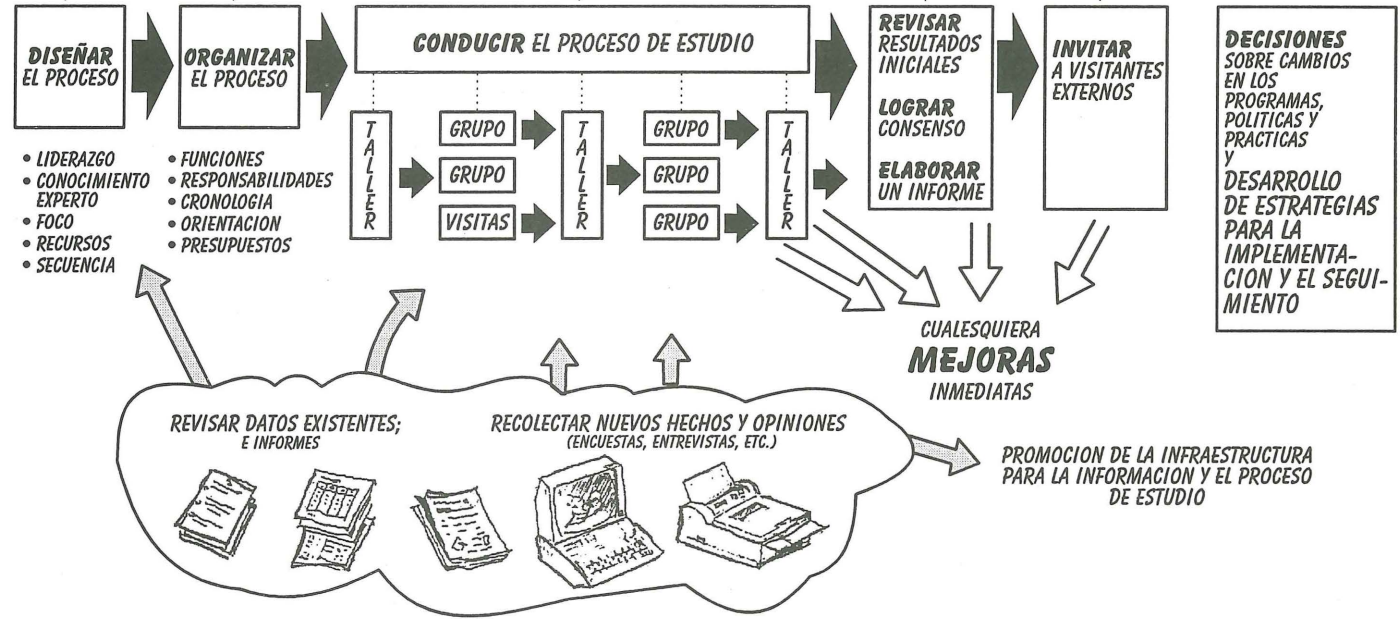 DISEÑAR
EL PROCESO
• LIDERAZGO
• CONOCIMIENTO
EXPERTO
• FOCO
• RECURSOS
• SECUENCIA
ORGANIZAR
EL PROCESO
• FUNCIONES
• RESPONSABILIDADES
• CRONOLOGIA
• ORIENTACION
• PRESUPUESTOS
CONDUCIR EL PROCESO DE ESTUDIO
TALLER
GRUPO
GRUPO
VISITAS
TALLER
GRUPO
GRUPO
GRUPO
TALLER
REVISAR
RESULTADOS
INICIALES
LOGRAR
CONSENSO
ELABORAR
UN INFORME
INVITAR
A VISITANTES
EXTERNOS
DECISIONES
SOBRE CAMBIOS
EN LOS
PROGRAMAS,
POLITICAS Y
PRACTICAS
Y
DESARROLLO
DE ESTRATEGIAS
PARA LA
IMPLEMENTA-
CION Y EL SEGUI-
MIENTO
CUALESQUIERA
MEJORAS
INMEDIATAS
REVISAR DATOS EXISTENTES;
E INFORMES
RECOLECTAR NUEVOS HECHOS Y OPINIONES
(ENCUESTAS, ENTREVISTAS, ETC.)
PROMOCION DE LA INFRAESTRUCTURA
PARA LA INFORMACION Y EL PROCESO
DE ESTUDIO